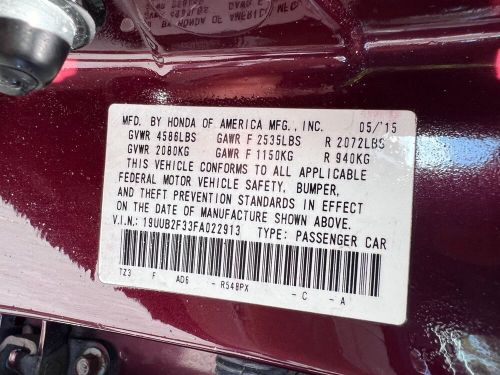 MFD. BY HONDA OF AMERICA MFG., INC. 05/15
GVWR 4586LBS GAWR F 2535LBS R 2072LBS
GVWR 2080KG GAWR F 1150KG R 940KG
THIS VEHICLE CONFORMS TO ALL APPLICABLE
FEDERAL MOTOR VEHICLE SAFETY, BUMPER,
AND THEFT PREVENTION STANDARDS IN EFFECT
ON THE DATE OF MANUFACTURE SHOWN ABOVE.
V.I.N.: 19UUB2F33FA022913 TYPE: PASSENGER CAR
TZ3 F AD6 - R548PX - C - A